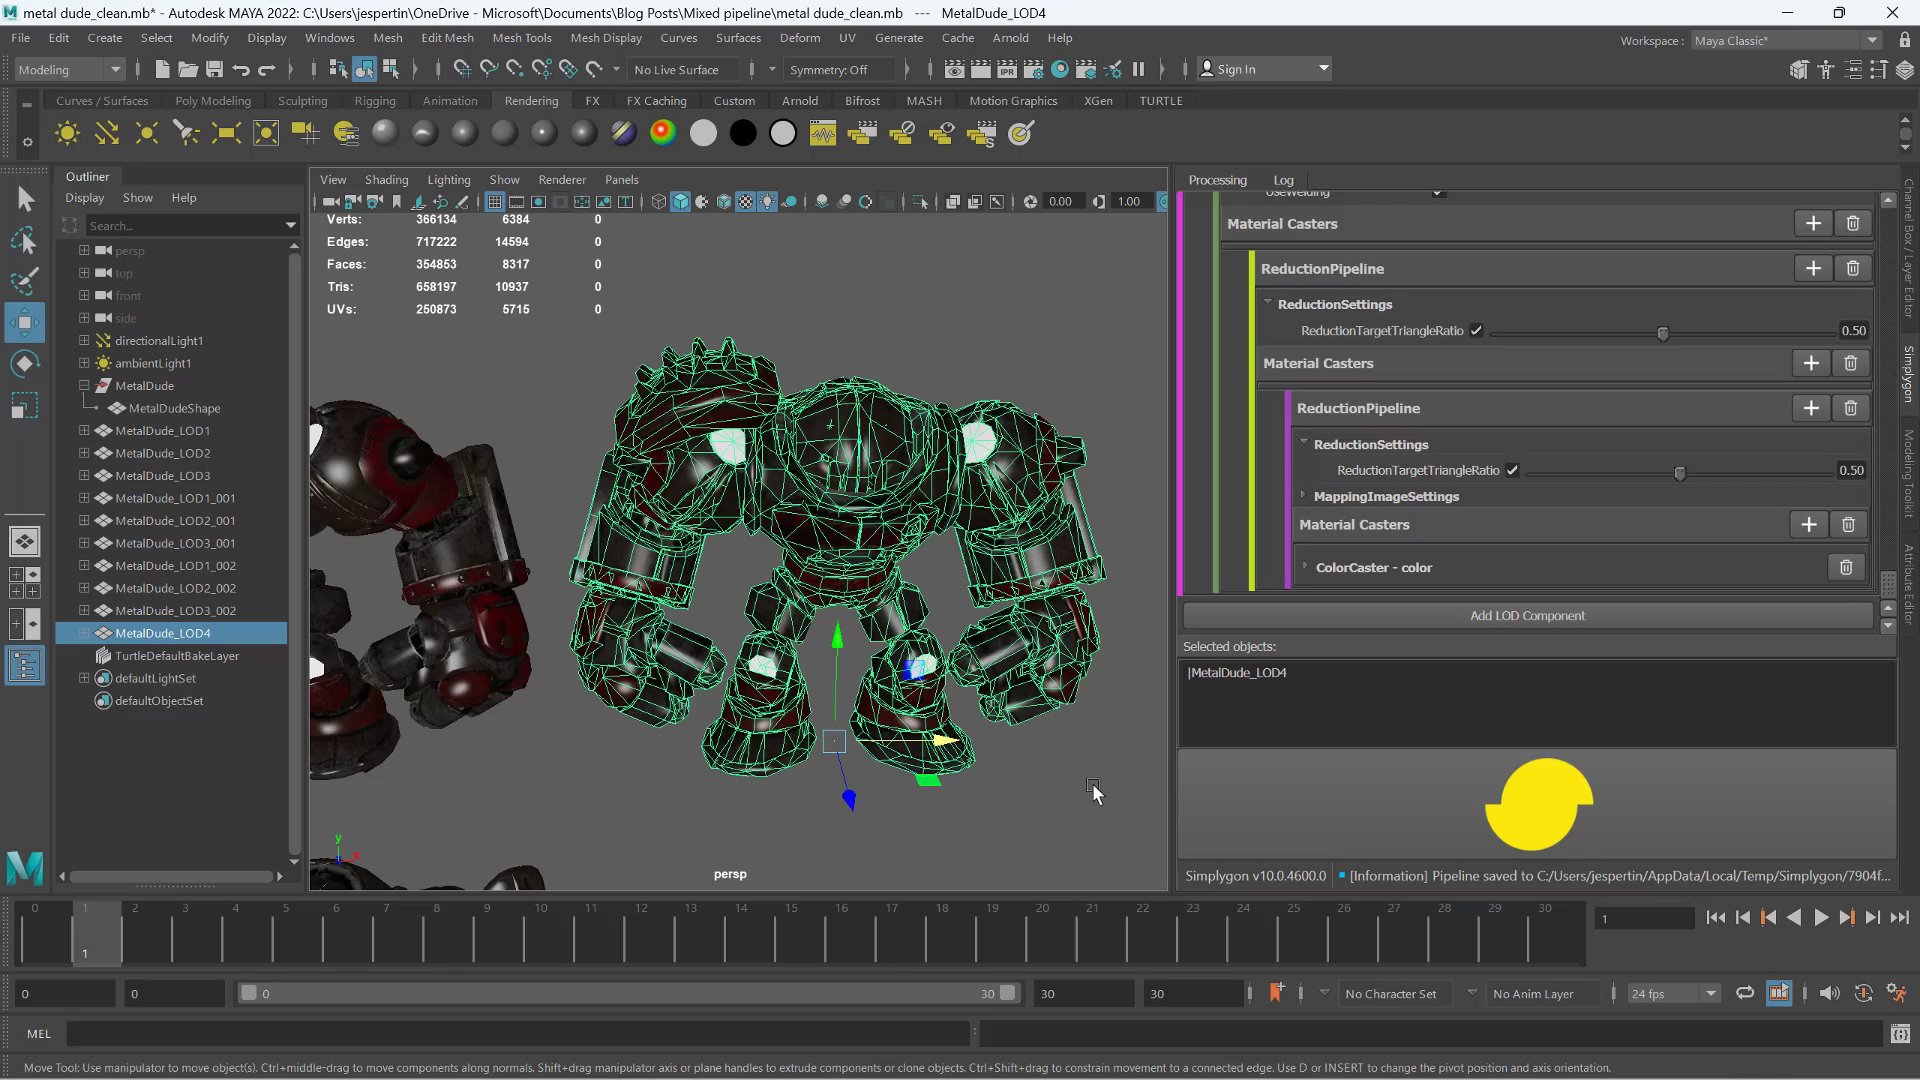 metal dude_clean.mb* - Autodesk MAYA 2022: C:\Users\jespertin\OneDrive - Microsoft\Documents\Blog Posts\Mixed pipeline\metal dude_clean.mb --- MetalDude_LOD4
File Edit Create Select Modify Display Windows Mesh Edit Mesh Mesh Tools Mesh Display Curves Surfaces Deform UV Generate Cache Arnold Help
Workspace : Maya Classic*
Modeling No Live Surface Symmetry: Off IPR Sign In
Curves / Surfaces Poly Modeling Sculpting Rigging Animation Rendering FX FX Caching Custom Arnold Bifrost MASH Motion Graphics XGen TURTLE
Outliner
Display Show Help
Search...
persp
top
front
side
directionalLight1
ambientLight1
MetalDude
MetalDudeShape
MetalDude_LOD1
MetalDude_LOD2
MetalDude_LOD3
MetalDude_LOD1_001
MetalDude_LOD2_001
MetalDude_LOD3_001
MetalDude_LOD1_002
MetalDude_LOD2_002
MetalDude_LOD3_002
MetalDude_LOD4
TurtleDefaultBakeLayer
defaultLightSet
defaultObjectSet
View Shading Lighting Show Renderer Panels
0.00 1.00
Verts: 366134 6384 0
Edges: 717222 14594 0
Faces: 354853 8317 0
Tris: 658197 10937 0
UVs: 250873 5715 0
y
x
persp
Processing Log
UseWelding
Material Casters
ReductionPipeline
ReductionSettings
ReductionTargetTriangleRatio 0.50
Material Casters
ReductionPipeline
ReductionSettings
ReductionTargetTriangleRatio 0.50
MappingImageSettings
Material Casters
ColorCaster - color
Add LOD Component
Selected objects:
|MetalDude_LOD4
Simplygon v10.0.4600.0 [Information] Pipeline saved to C:/Users/jespertin/AppData/Local/Temp/Simplygon/7904f...
Channel Box / Layer Editor
Simplygon
Modeling Toolkit
Attribute Editor
0 1 2 3 4 5 6 7 8 9 10 11 12 13 14 15 16 17 18 19 20 21 22 23 24 25 26 27 28 29 30
1
1
0 0 0 30 30 30 No Character Set No Anim Layer 24 fps
MEL
Move Tool: Use manipulator to move object(s). Ctrl+middle-drag to move components along normals. Shift+drag manipulator axis or plane handles to extrude components or clone objects. Ctrl+Shift+drag to constrain movement to a connected edge. Use D or INSERT to change the pivot position and axis orientation.